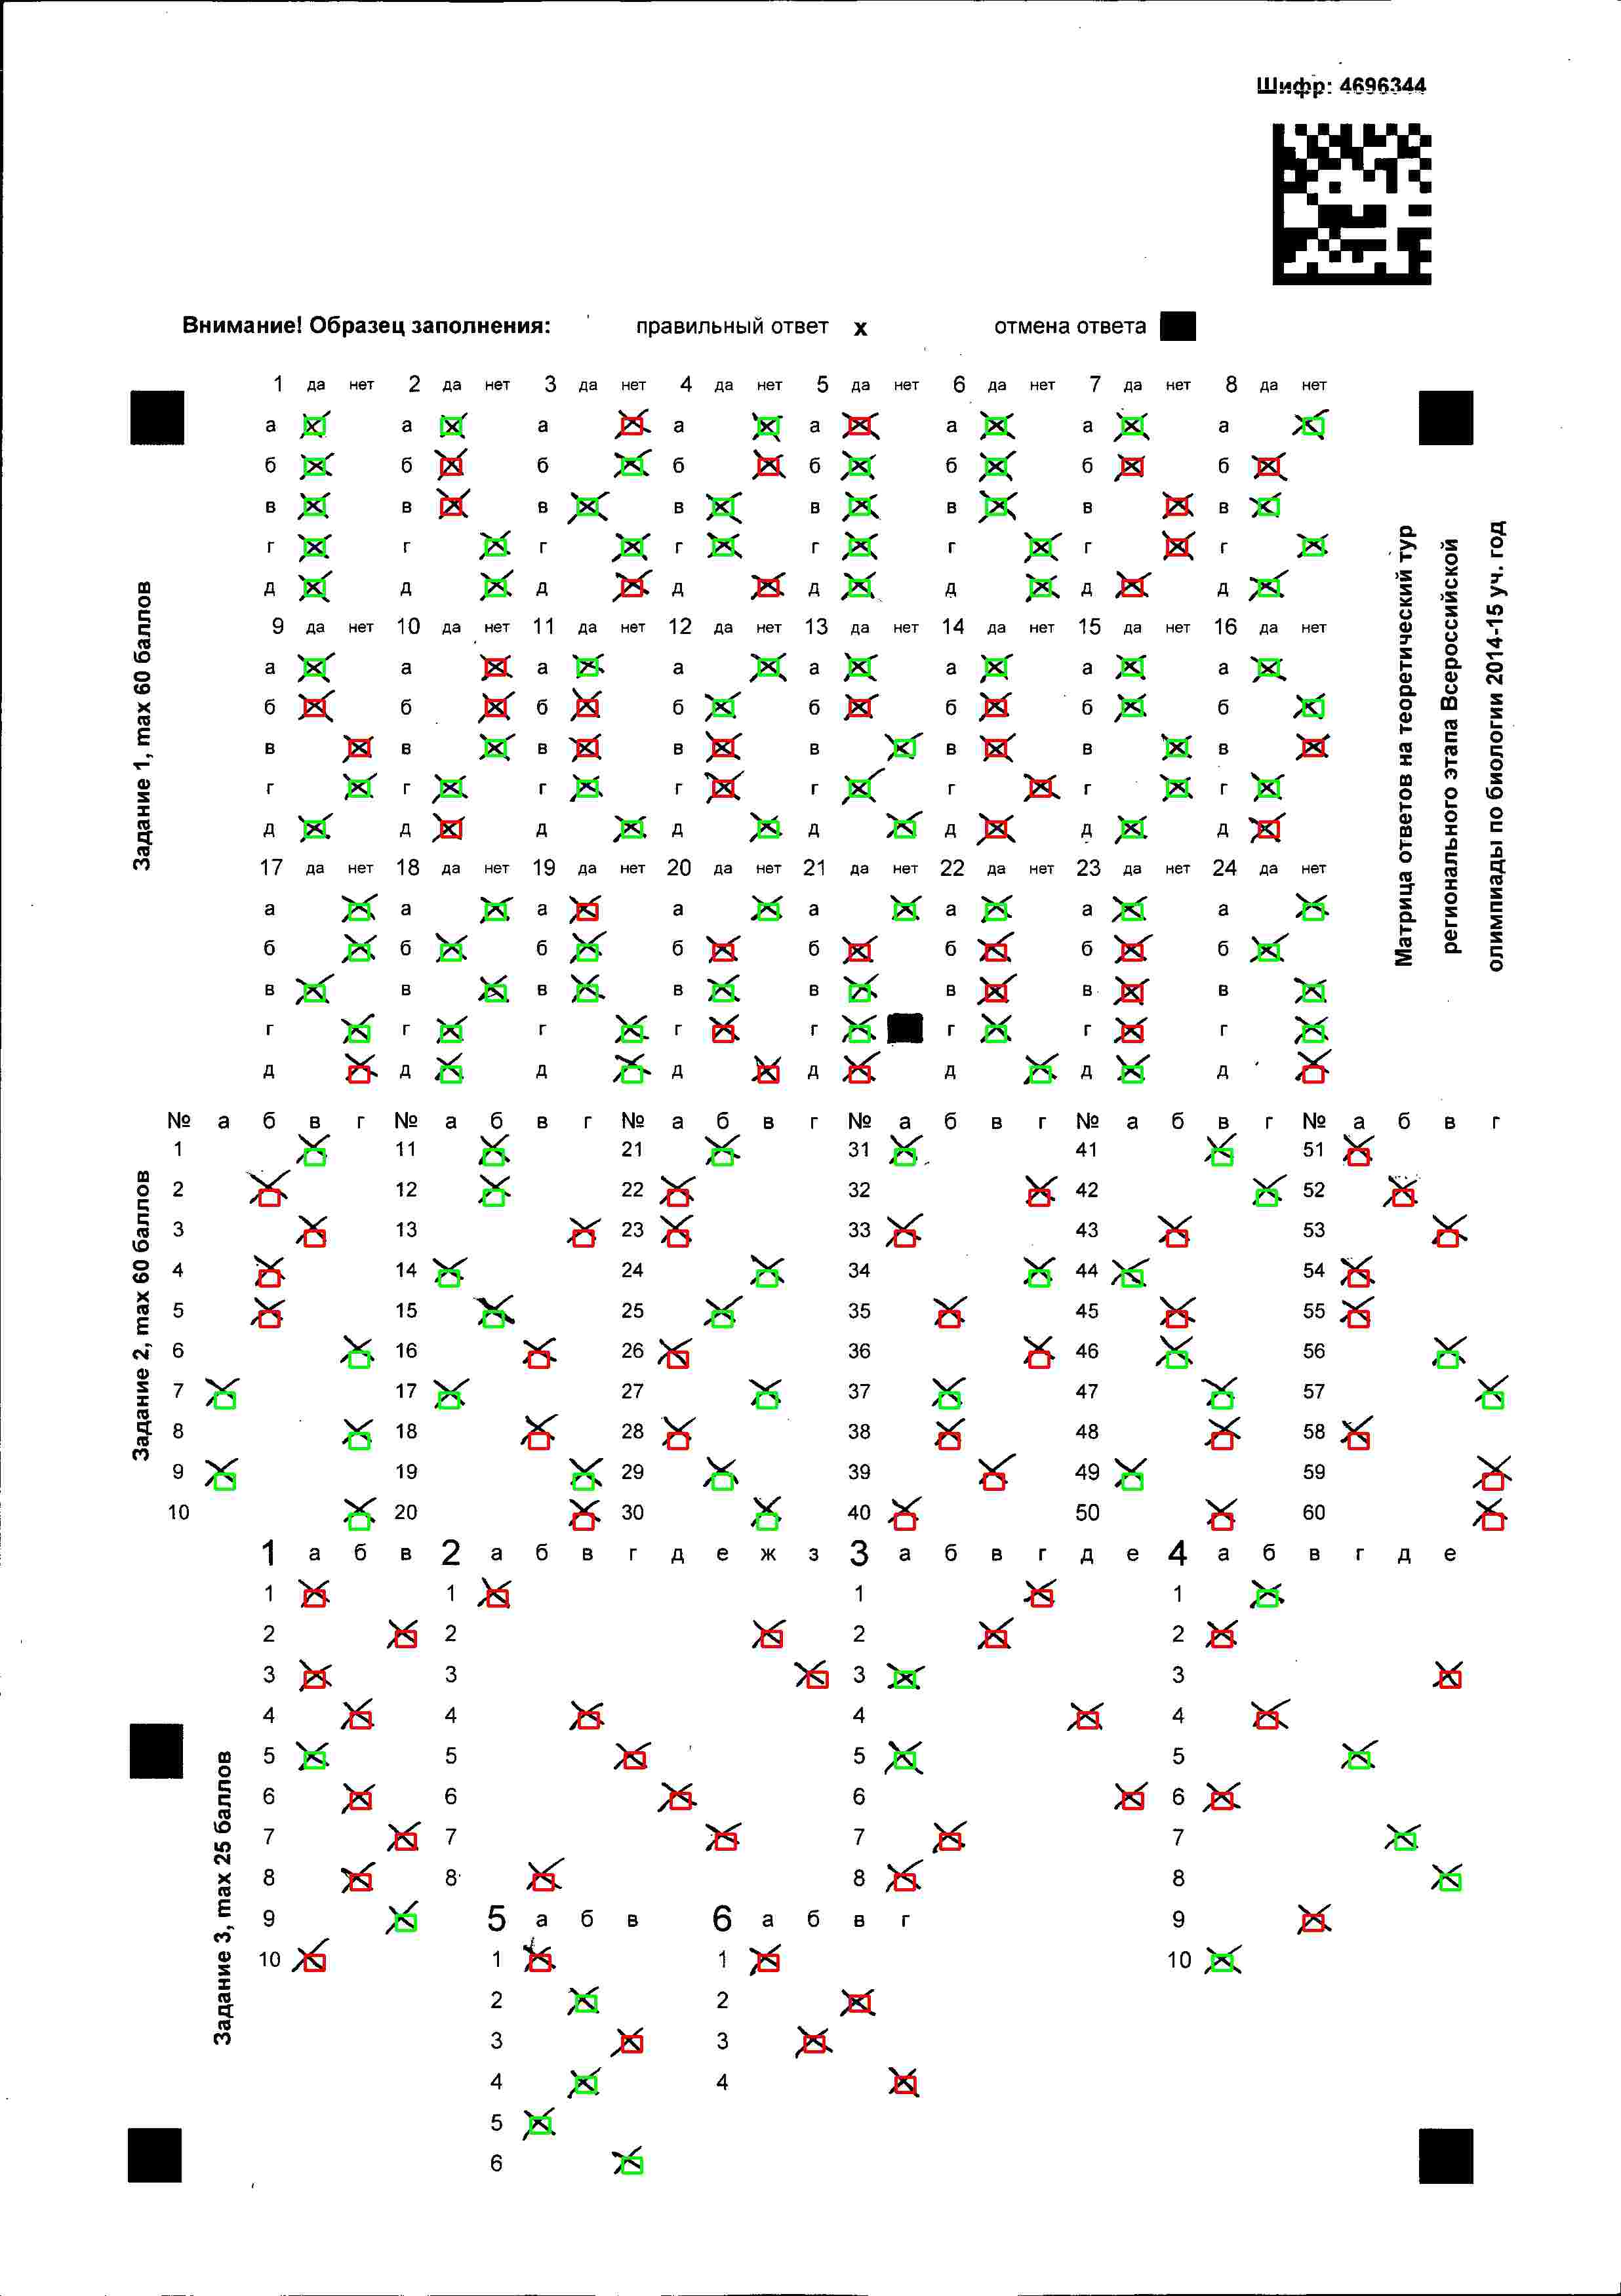 Шифр: 4696344
Внимание! Образец заполнения: правильный ответ x отмена ответа
Задание 1, max 60 баллов
1 да нет 2 да нет 3 да нет 4 да нет 5 да нет 6 да нет 7 да нет 8 да нет
а а а а а а а а
б б б б б б б б
в в в в в в в в
г г г г г г г г
д д д д д д д д
9 да нет 10 да нет 11 да нет 12 да нет 13 да нет 14 да нет 15 да нет 16 да нет
а а а а а а а а
б б б б б б б б
в в в в в в в в
г г г г г г г г
д д д д д д д д
17 да нет 18 да нет 19 да нет 20 да нет 21 да нет 22 да нет 23 да нет 24 да нет
а а а а а а а а
б б б б б б б б
в в в в в в в в
г г г г г г г г
д д д д д д д д
Матрица ответов на теоретический тур
регионального этапа Всероссийской
олимпиады по биологии 2014-15 уч. год
Задание 2, max 60 баллов
№ а б в г № а б в г № а б в г № а б в г № а б в г № а б в г
1 11 21 31 41 51
2 12 22 32 42 52
3 13 23 33 43 53
4 14 24 34 44 54
5 15 25 35 45 55
6 16 26 36 46 56
7 17 27 37 47 57
8 18 28 38 48 58
9 19 29 39 49 59
10 20 30 40 50 60
Задание 3, max 25 баллов
1 а б в 2 а б в г д е ж з 3 а б в г д е 4 а б в г д е
1 1 1 1
2 2 2 2
3 3 3 3
4 4 4 4
5 5 5 5
6 6 6 6
7 7 7 7
8 8 8 8
9 5 а б в 6 а б в г 9
10 1 1 10
2 2
3 3
4 4
5
6